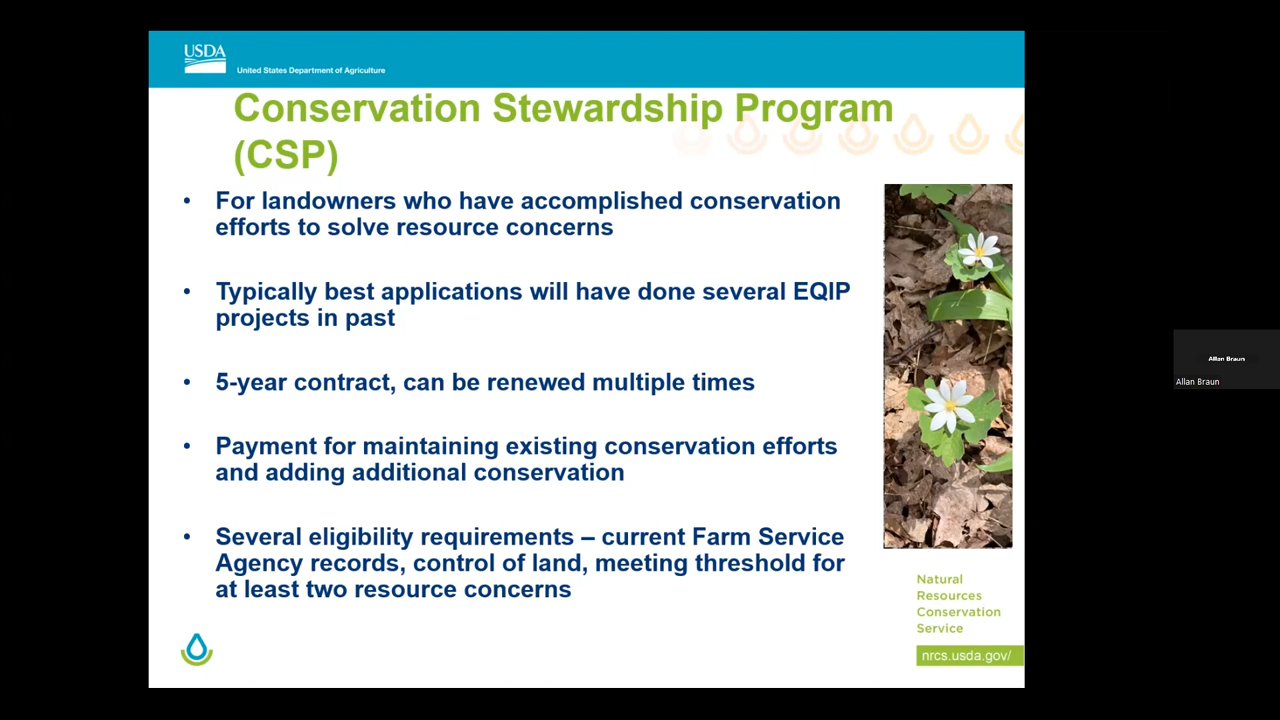 USDA
United States Department of Agriculture
Conservation Stewardship Program
(CSP)
• For landowners who have accomplished conservation
efforts to solve resource concerns
• Typically best applications will have done several EQIP
projects in past
• 5-year contract, can be renewed multiple times
• Payment for maintaining existing conservation efforts
and adding additional conservation
• Several eligibility requirements – current Farm Service
Agency records, control of land, meeting threshold for
at least two resource concerns
Natural
Resources
Conservation
Service
nrcs.usda.gov/
Allan Braun
Allan Braun